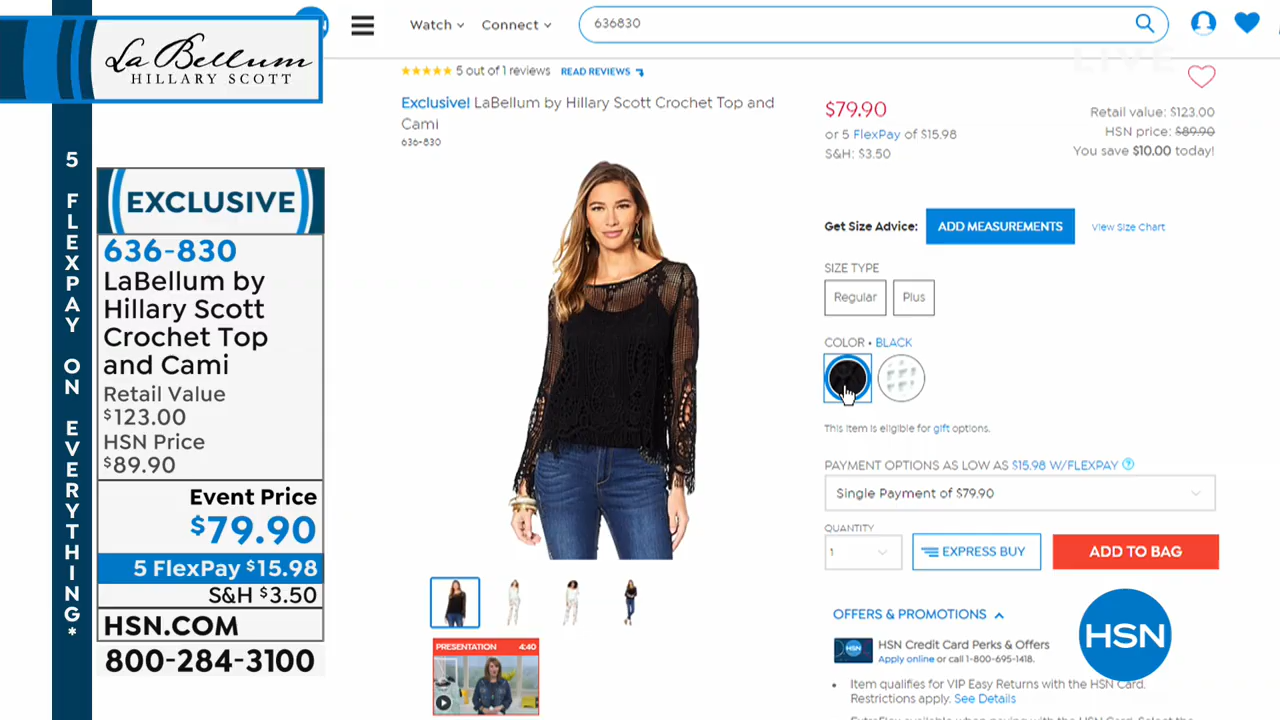 La Bellum
HILLARY SCOTT
5 FLEXPAY ON EVERYTHING*
EXCLUSIVE
636-830
LaBellum by
Hillary Scott
Crochet Top
and Cami
Retail Value
$123.00
HSN Price
$89.90
Event Price
$79.90
5 FlexPay $15.98
S&H $3.50
HSN.COM
800-284-3100
Watch
Connect
636830
LIVE
5 out of 1 reviews
READ REVIEWS
Exclusive! LaBellum by Hillary Scott Crochet Top and
Cami
636-830
$79.90
or 5 FlexPay of $15.98
S&H: $3.50
Retail value: $123.00
HSN price: $89.90
You save $10.00 today!
Get Size Advice:
ADD MEASUREMENTS
View Size Chart
SIZE TYPE
Regular
Plus
COLOR • BLACK
This item is eligible for gift options.
PAYMENT OPTIONS AS LOW AS $15.98 W/FLEXPAY ?
Single Payment of $79.90
QUANTITY
1
EXPRESS BUY
ADD TO BAG
OFFERS & PROMOTIONS
HSN
HSN Credit Card Perks & Offers
Apply online or call 1-800-695-1418.
• Item qualifies for VIP Easy Returns with the HSN Card.
Restrictions apply. See Details
HSN
PRESENTATION 4:40